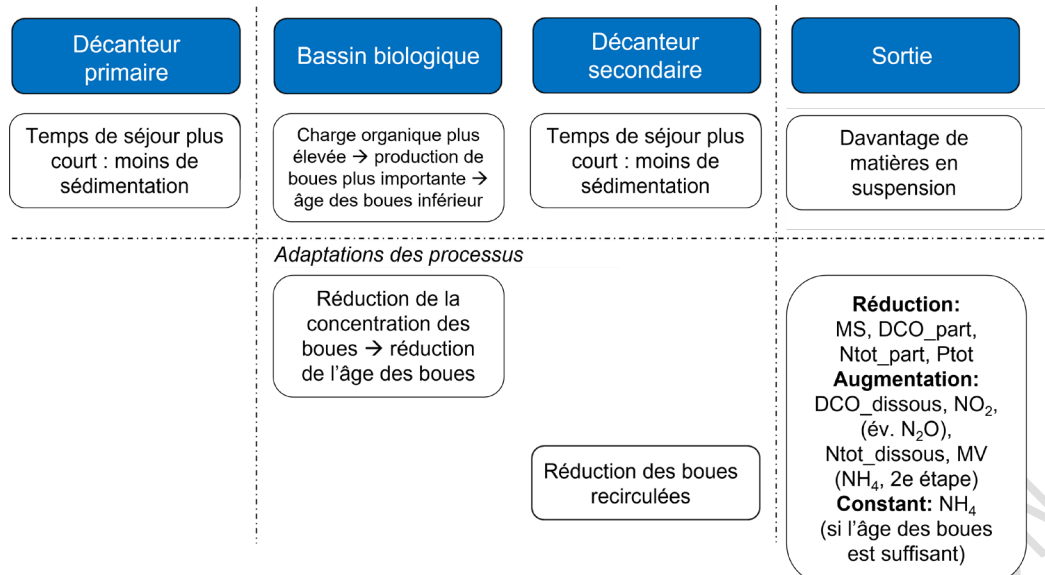 Décanteur
primaire
Bassin biologique
Décanteur
secondaire
Sortie
Temps de séjour plus
court : moins de
sédimentation
Charge organique plus
élevée → production de
boues plus importante →
âge des boues inférieur
Temps de séjour plus
court : moins de
sédimentation
Davantage de
matières en
suspension
Adaptations des processus
Réduction de la
concentration des
boues → réduction
de l'âge des boues
Réduction des boues
recirculées
Réduction:
MS, DCO_part,
Ntot_part, Ptot
Augmentation:
DCO_dissous, NO₂,
(év. N₂O),
Ntot_dissous, MV
(NH₄, 2e étape)
Constant: NH₄
(si l'âge des boues
est suffisant)